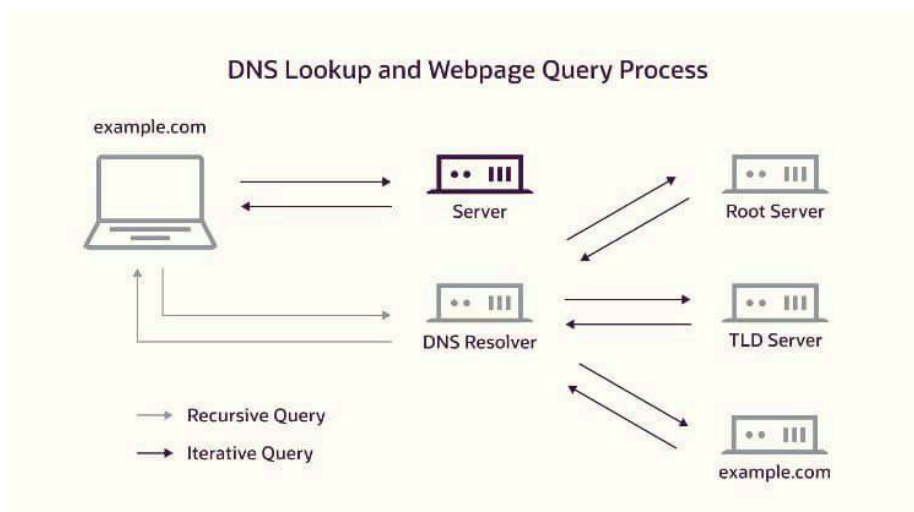 DNS Lookup and Webpage Query Process
example.com
Server
Root Server
DNS Resolver
TLD Server
Recursive Query
Iterative Query
example.com